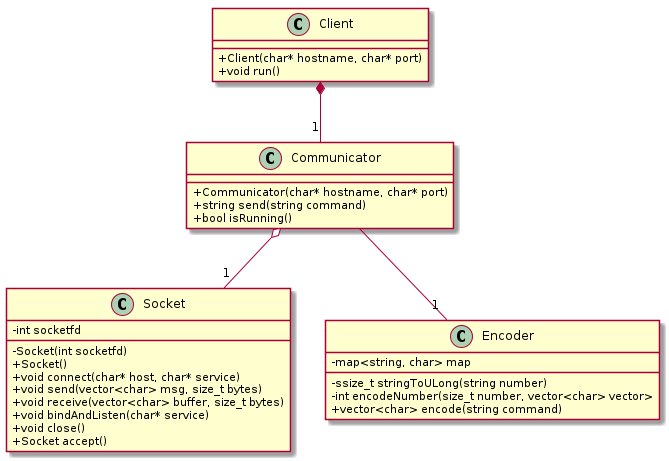 C Client
+Client(char* hostname, char* port)
+void run()
1
C Communicator
+Communicator(char* hostname, char* port)
+string send(string command)
+bool isRunning()
1
1
C Socket
-int socketfd
-Socket(int socketfd)
+Socket()
+void connect(char* host, char* service)
+void send(vector<char> msg, size_t bytes)
+void receive(vector<char> buffer, size_t bytes)
+void bindAndListen(char* service)
+void close()
+Socket accept()
C Encoder
-map<string, char> map
-ssize_t stringToULong(string number)
-int encodeNumber(size_t number, vector<char> vector>
+vector<char> encode(string command)